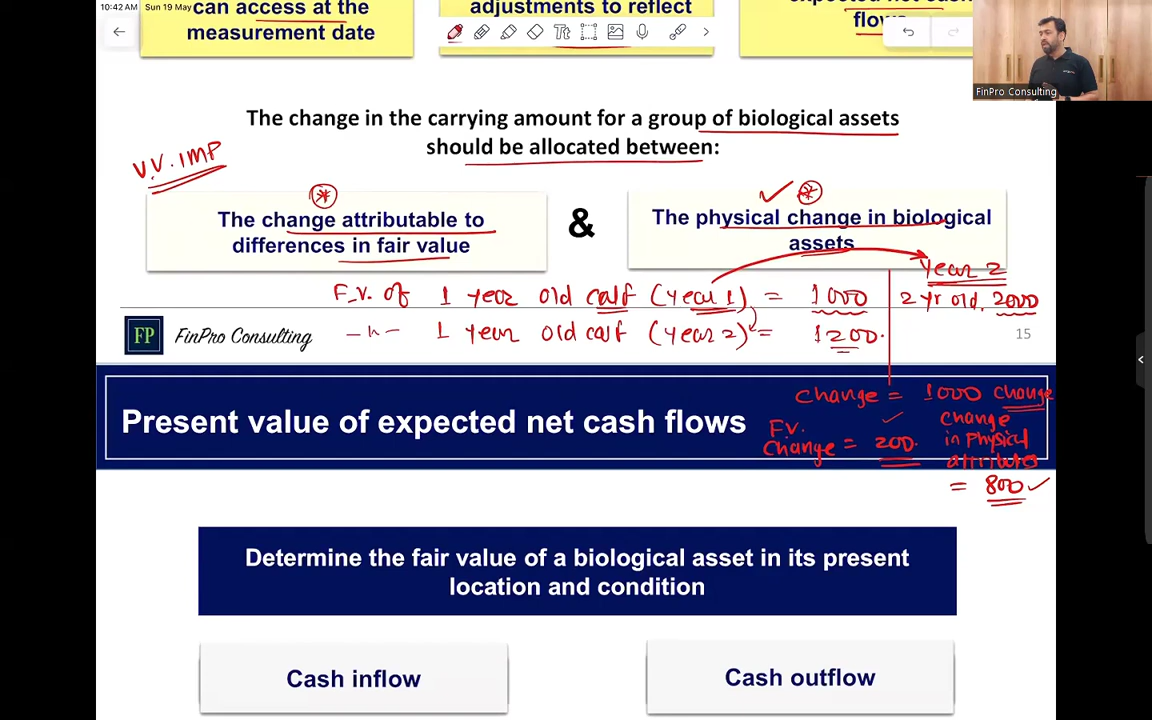 10:42 AM Sun 19 May
can access at the
measurement date
adjustments to reflect
flows
FinPro Consulting
The change in the carrying amount for a group of biological assets
should be allocated between:
V.V. IMP
The change attributable to
differences in fair value
&
The physical change in biological
assets
F.V. of 1 year old calf (year 1) = 1000
-〃- 1 year old calf (year 2) = 1200.
year 2
2 yr old. 2000
FP FinPro Consulting
15
Present value of expected net cash flows
change = 1000 change
F.V.
change = 200.
change
in physical
attributes
= 800
Determine the fair value of a biological asset in its present
location and condition
Cash inflow
Cash outflow